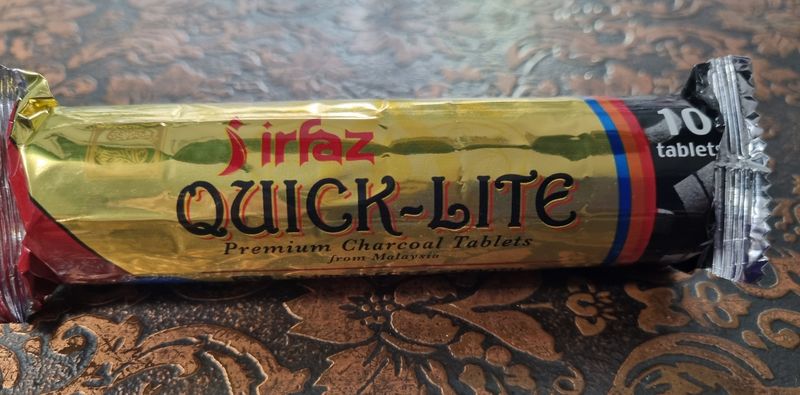 irfaz
QUICK-LITE
Premium Charcoal Tablets
from Malaysia
10
tablets